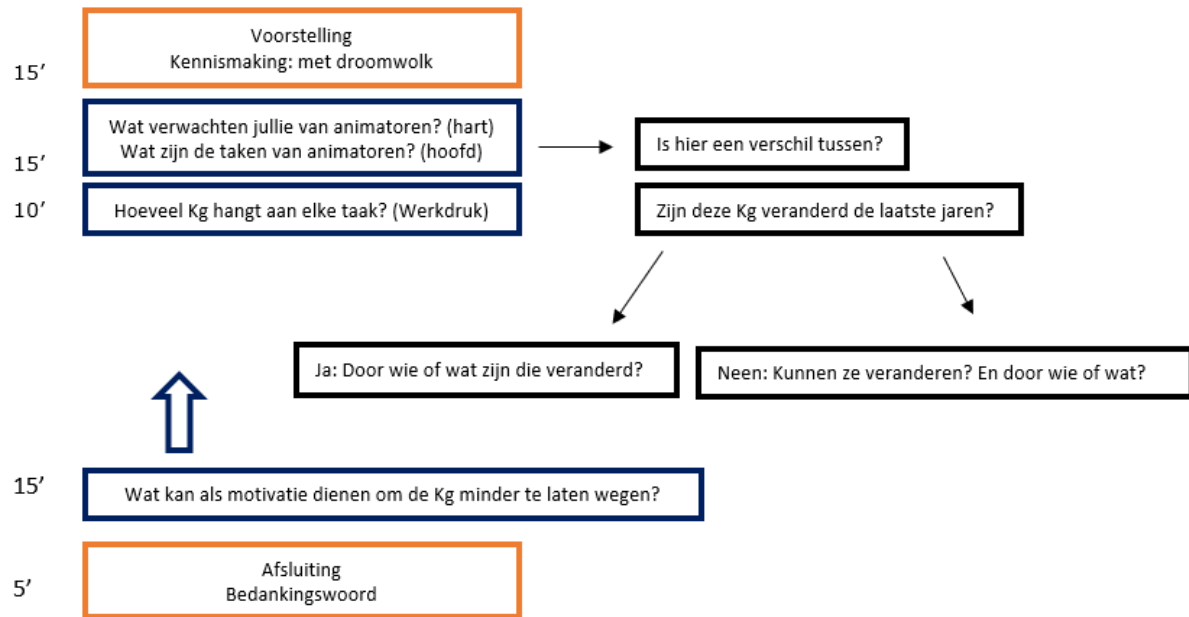 Voorstelling
15’
Kennismaking: met droomwolk
Wat verwachten jullie van animatoren? (hart)
Wat zijn de taken van animatoren? (hoofd)
15’
Is hier een verschil tussen?
10’
Hoeveel Kg hangt aan elke taak? (Werkdruk)
Zijn deze Kg veranderd de laatste jaren?
Ja: Door wie of wat zijn die veranderd?
Neen: Kunnen ze veranderen? En door wie of wat?
15’
Wat kan als motivatie dienen om de Kg minder te laten wegen?
5’
Afsluiting
Bedankingswoord